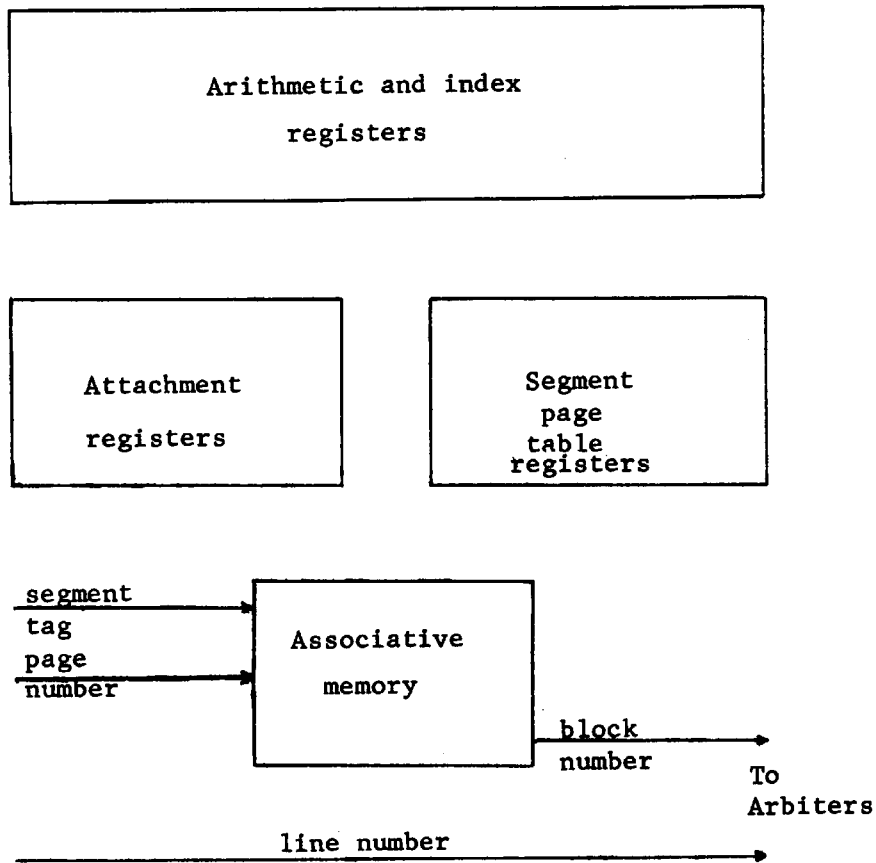 Arithmetic and index
registers
Attachment
registers
Segment
page
table
registers
segment
tag
page
number
Associative
memory
block
number
To
Arbiters
line number